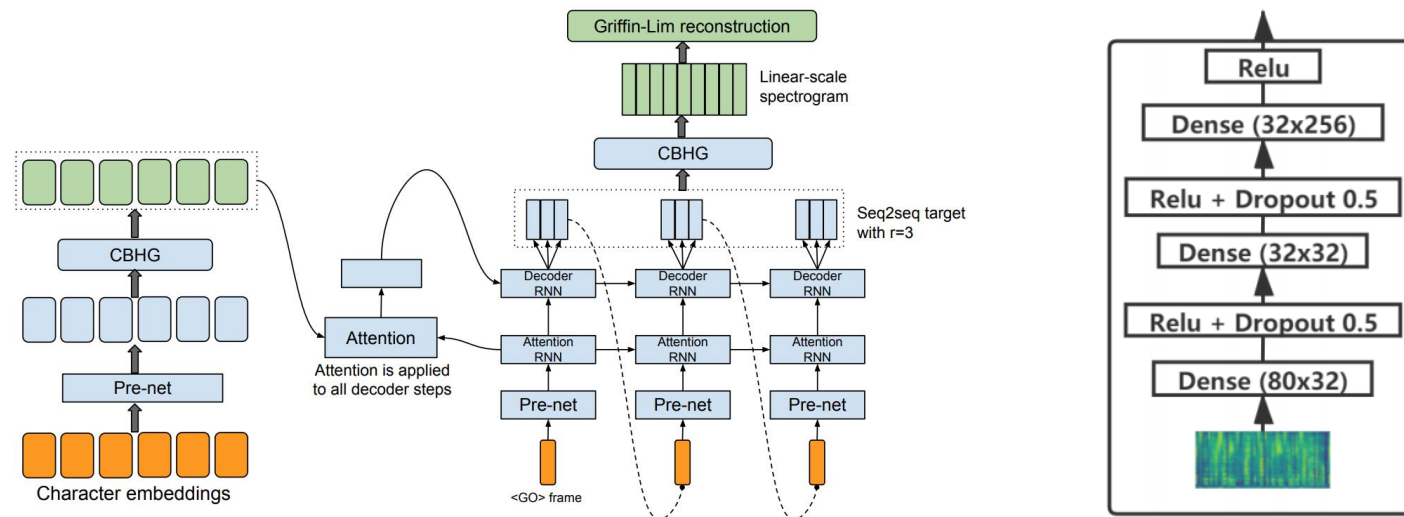 Griffin-Lim reconstruction
Linear-scale
spectrogram
CBHG
Seq2seq target
with r=3
Decoder
RNN
Decoder
RNN
Decoder
RNN
Attention
RNN
Attention
RNN
Attention
RNN
Pre-net
Pre-net
Pre-net
<GO> frame
CBHG
Pre-net
Character embeddings
Attention
Attention is applied
to all decoder steps
Relu
Dense (32x256)
Relu + Dropout 0.5
Dense (32x32)
Relu + Dropout 0.5
Dense (80x32)